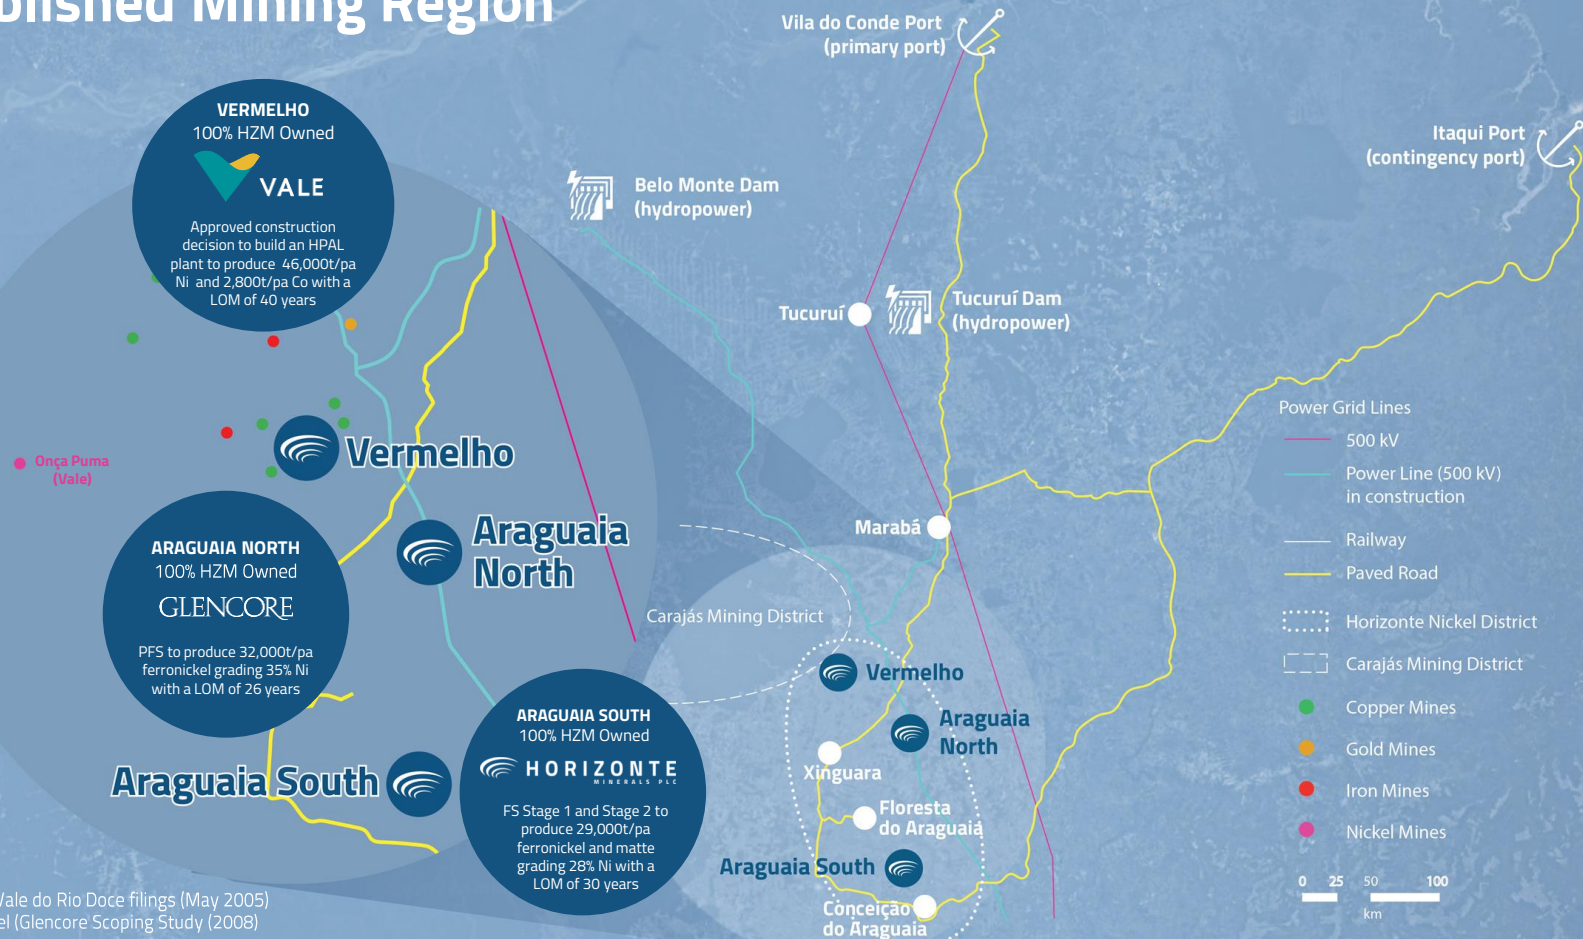 Mining Region
VERMELHO
100% HZM Owned
VALE
Approved construction
decision to build an HPAL
plant to produce 46,000t/pa
Ni and 2,800t/pa Co with a
LOM of 40 years
Vermelho
Onça Puma
(Vale)
Araguaia
North
ARAGUAIA NORTH
100% HZM Owned
GLENCORE
PFS to produce 32,000t/pa
ferronickel grading 35% Ni
with a LOM of 26 years
Araguaia South
ARAGUAIA SOUTH
100% HZM Owned
HORIZONTE
MINERALS PLC
FS Stage 1 and Stage 2 to
produce 29,000t/pa
ferronickel and matte
grading 28% Ni with a
LOM of 30 years
Vale do Rio Doce filings (May 2005)
(Glencore Scoping Study (2008)
Vila do Conde Port
(primary port)
Itaqui Port
(contingency port)
Belo Monte Dam
(hydropower)
Tucuruí
Tucuruí Dam
(hydropower)
Marabá
Carajás Mining District
Vermelho
Araguaia
North
Xinguara
Floresta
do Araguaia
Araguaia South
Conceição
do Araguaia
Power Grid Lines
500 kV
Power Line (500 kV)
in construction
Railway
Paved Road
Horizonte Nickel District
Carajás Mining District
Copper Mines
Gold Mines
Iron Mines
Nickel Mines
0 25 50 100
km